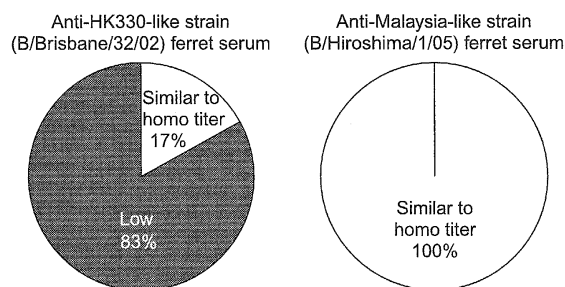 Anti-HK330-like strain
(B/Brisbane/32/02) ferret serum
Similar to
homo titer
17%
Low
83%
Anti-Malaysia-like strain
(B/Hiroshima/1/05) ferret serum
Similar to
homo titer
100%